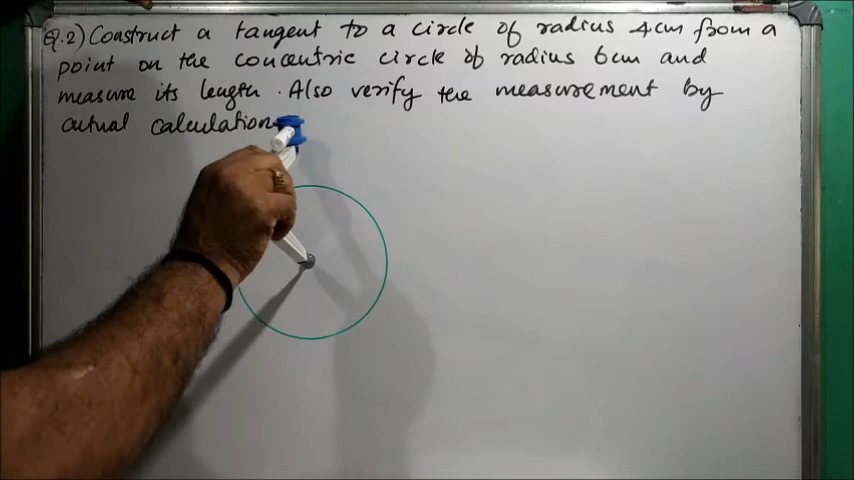 Q.2) Construct a tangent to a circle of radius 4cm from a
point on the concentric circle of radius 6cm and
measure its length. Also verify the measurement by
actual calculation